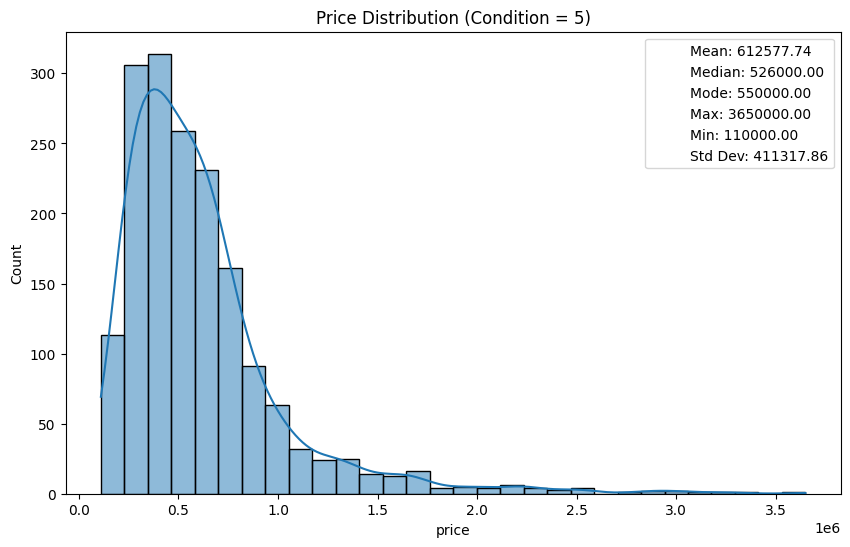 Price Distribution (Condition = 5)
Mean: 612577.74
Median: 526000.00
Mode: 550000.00
Max: 3650000.00
Min: 110000.00
Std Dev: 411317.86
300
250
200
150
100
50
0
Count
0.0 0.5 1.0 1.5 2.0 2.5 3.0 3.5
1e6
price